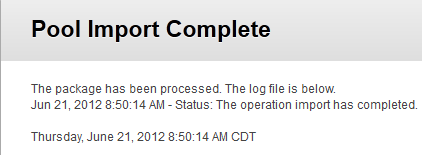 Pool Import Complete
The package has been processed. The log file is below.
Jun 21, 2012 8:50:14 AM - Status: The operation import has completed.
Thursday, June 21, 2012 8:50:14 AM CDT